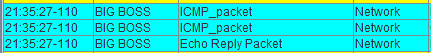 21:35:27-110 BIG BOSS ICMP_packet Network
21:35:27-110 BIG BOSS ICMP_packet Network
21:35:27-110 BIG BOSS Echo Reply Packet Network